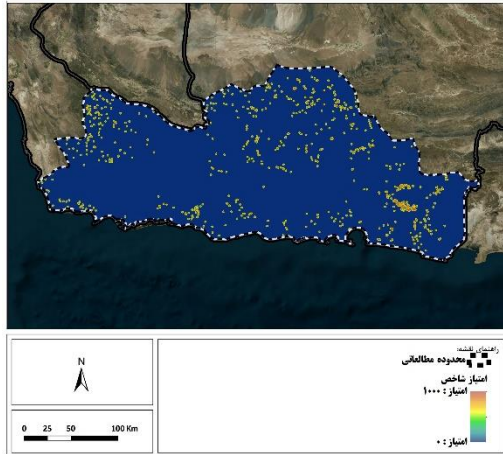 N
0 25 50 100 Km
راهنمای نقشه:
محدوده مطالعاتی
امتیاز شاخص
امتیاز : ۱۰۰۰
امتیاز : ۰